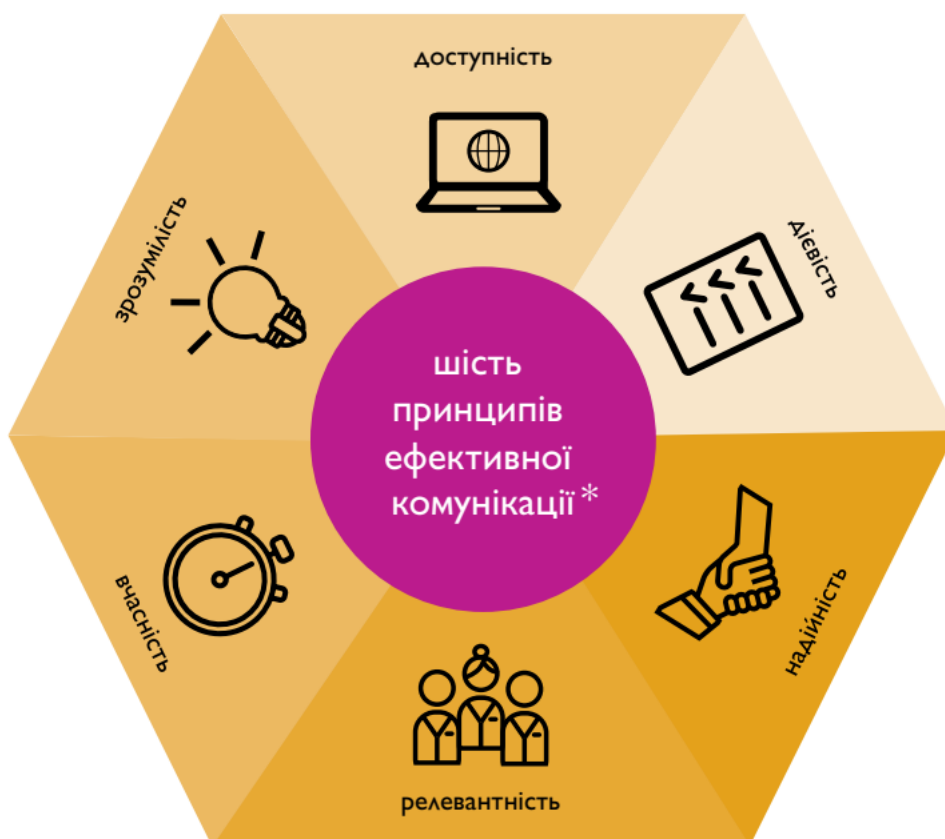 доступність
дієвість
надійність
релевантність
вчасність
зрозумілість
шість
принципів
ефективної
комунікації*